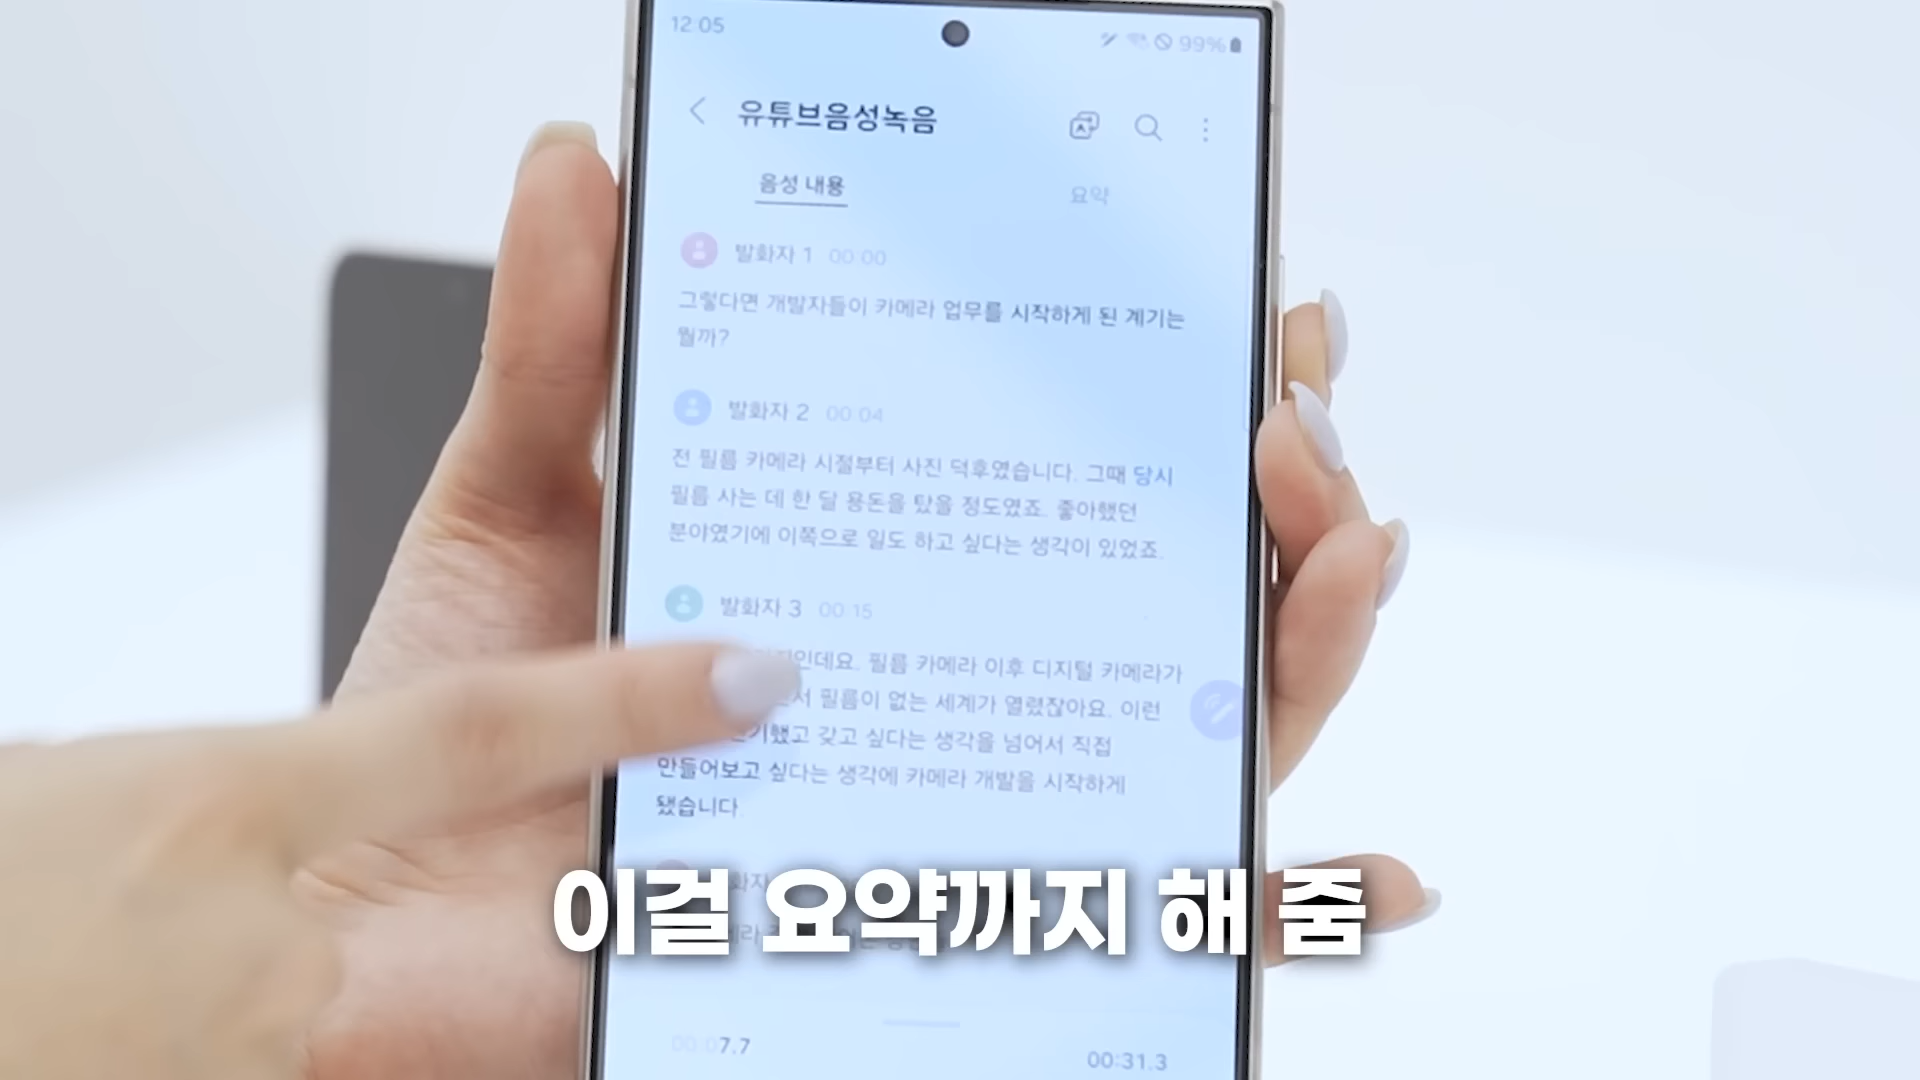 12:05
99%
유튜브음성녹음
음성 내용
요약
발화자 1 00:00
그렇다면 개발자들이 카메라 업무를 시작하게 된 계기는
뭘까?
발화자 2 00:04
전 필름 카메라 시절부터 사진 덕후였습니다. 그때 당시
필름 사는 데 한 달 용돈을 탔을 정도였죠. 좋아했던
분야였기에 이쪽으로 일도 하고 싶다는 생각이 있었죠.
발화자 3 00:15
필름 카메라 이후 디지털 카메라가
필름이 없는 세계가 열렸잖아요. 이런
갖고 싶다는 생각을 넘어서 직접
만들어보고 싶다는 생각에 카메라 개발을 시작하게
됐습니다.
이걸 요약까지 해 줌
00:31.3